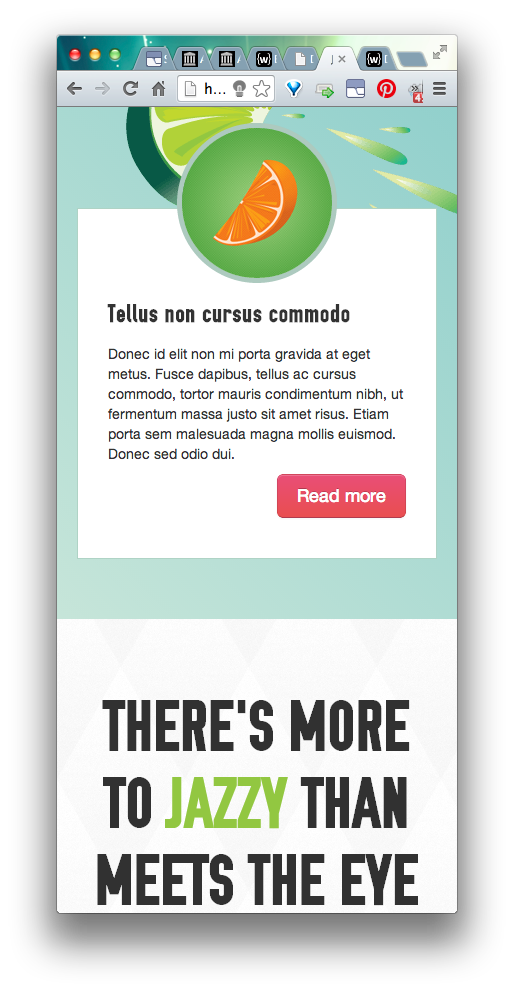 h...
4
Tellus non cursus commodo
Donec id elit non mi porta gravida at eget
metus. Fusce dapibus, tellus ac cursus
commodo, tortor mauris condimentum nibh, ut
fermentum massa justo sit amet risus. Etiam
porta sem malesuada magna mollis euismod.
Donec sed odio dui.
Read more
THERE'S MORE
TO JAZZY THAN
MEETS THE EYE